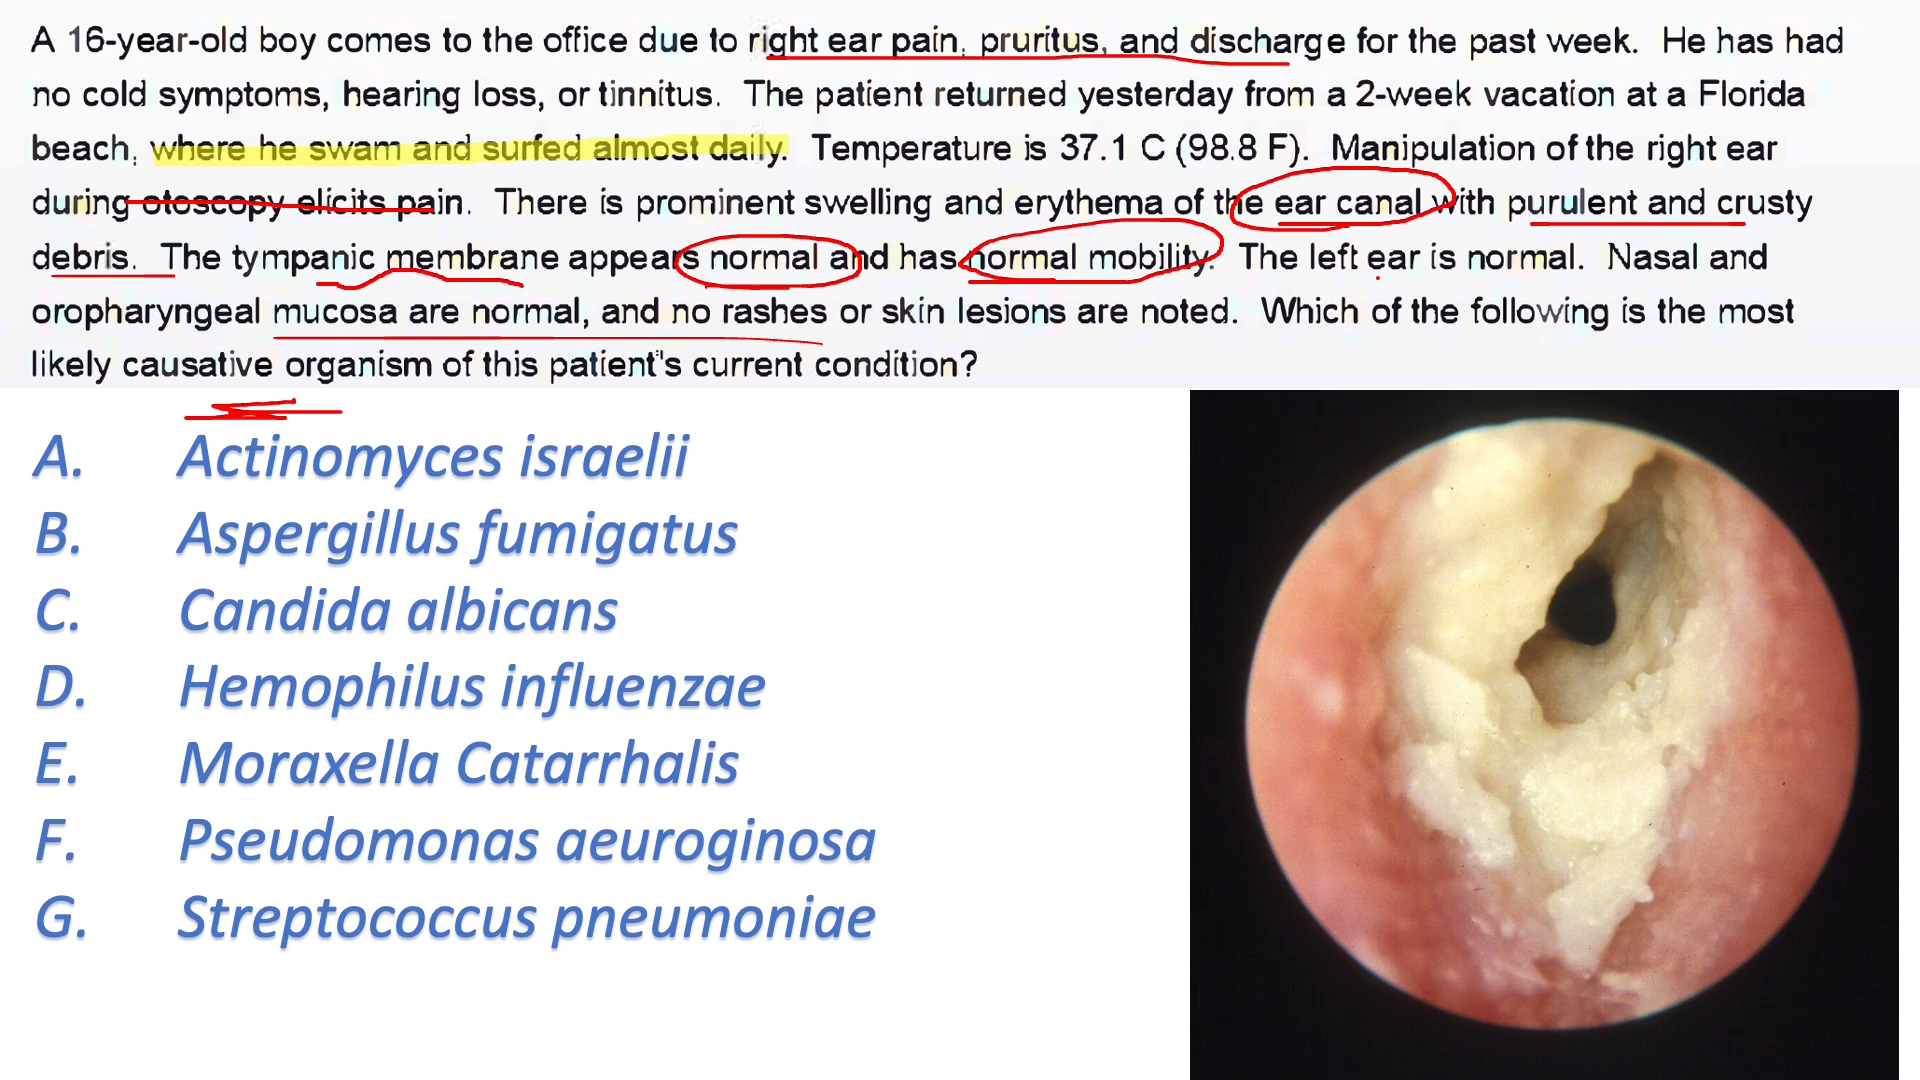 A 16-year-old boy comes to the office due to right ear pain, pruritus, and discharge for the past week. He has had
no cold symptoms, hearing loss, or tinnitus. The patient returned yesterday from a 2-week vacation at a Florida
beach, where he swam and surfed almost daily. Temperature is 37.1 C (98.8 F). Manipulation of the right ear
during otoscopy elicits pain. There is prominent swelling and erythema of the ear canal with purulent and crusty
debris. The tympanic membrane appears normal and has normal mobility. The left ear is normal. Nasal and
oropharyngeal mucosa are normal, and no rashes or skin lesions are noted. Which of the following is the most
likely causative organism of this patient's current condition?
A. Actinomyces israelii
B. Aspergillus fumigatus
C. Candida albicans
D. Hemophilus influenzae
E. Moraxella Catarrhalis
F. Pseudomonas aeuroginosa
G. Streptococcus pneumoniae